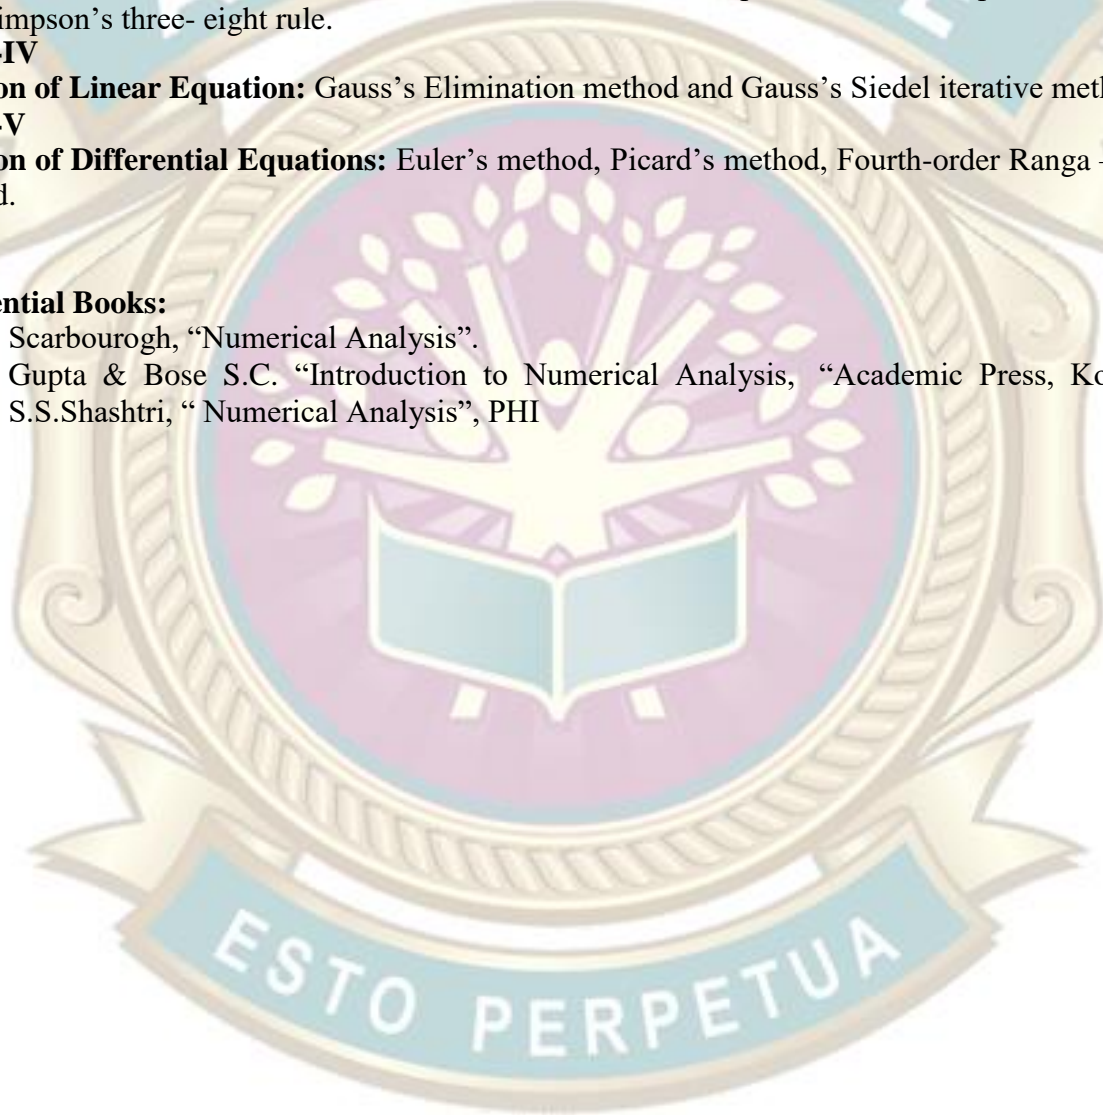 impson’s three- eight rule.
-IV
on of Linear Equation: Gauss’s Elimination method and Gauss’s Siedel iterative met
-V
on of Differential Equations: Euler’s method, Picard’s method, Fourth-order Ranga –
d.
ential Books:
Scarbourogh, “Numerical Analysis”.
Gupta & Bose S.C. “Introduction to Numerical Analysis, “Academic Press, Ko
S.S.Shashtri, “ Numerical Analysis”, PHI
ESTO PERPETUA